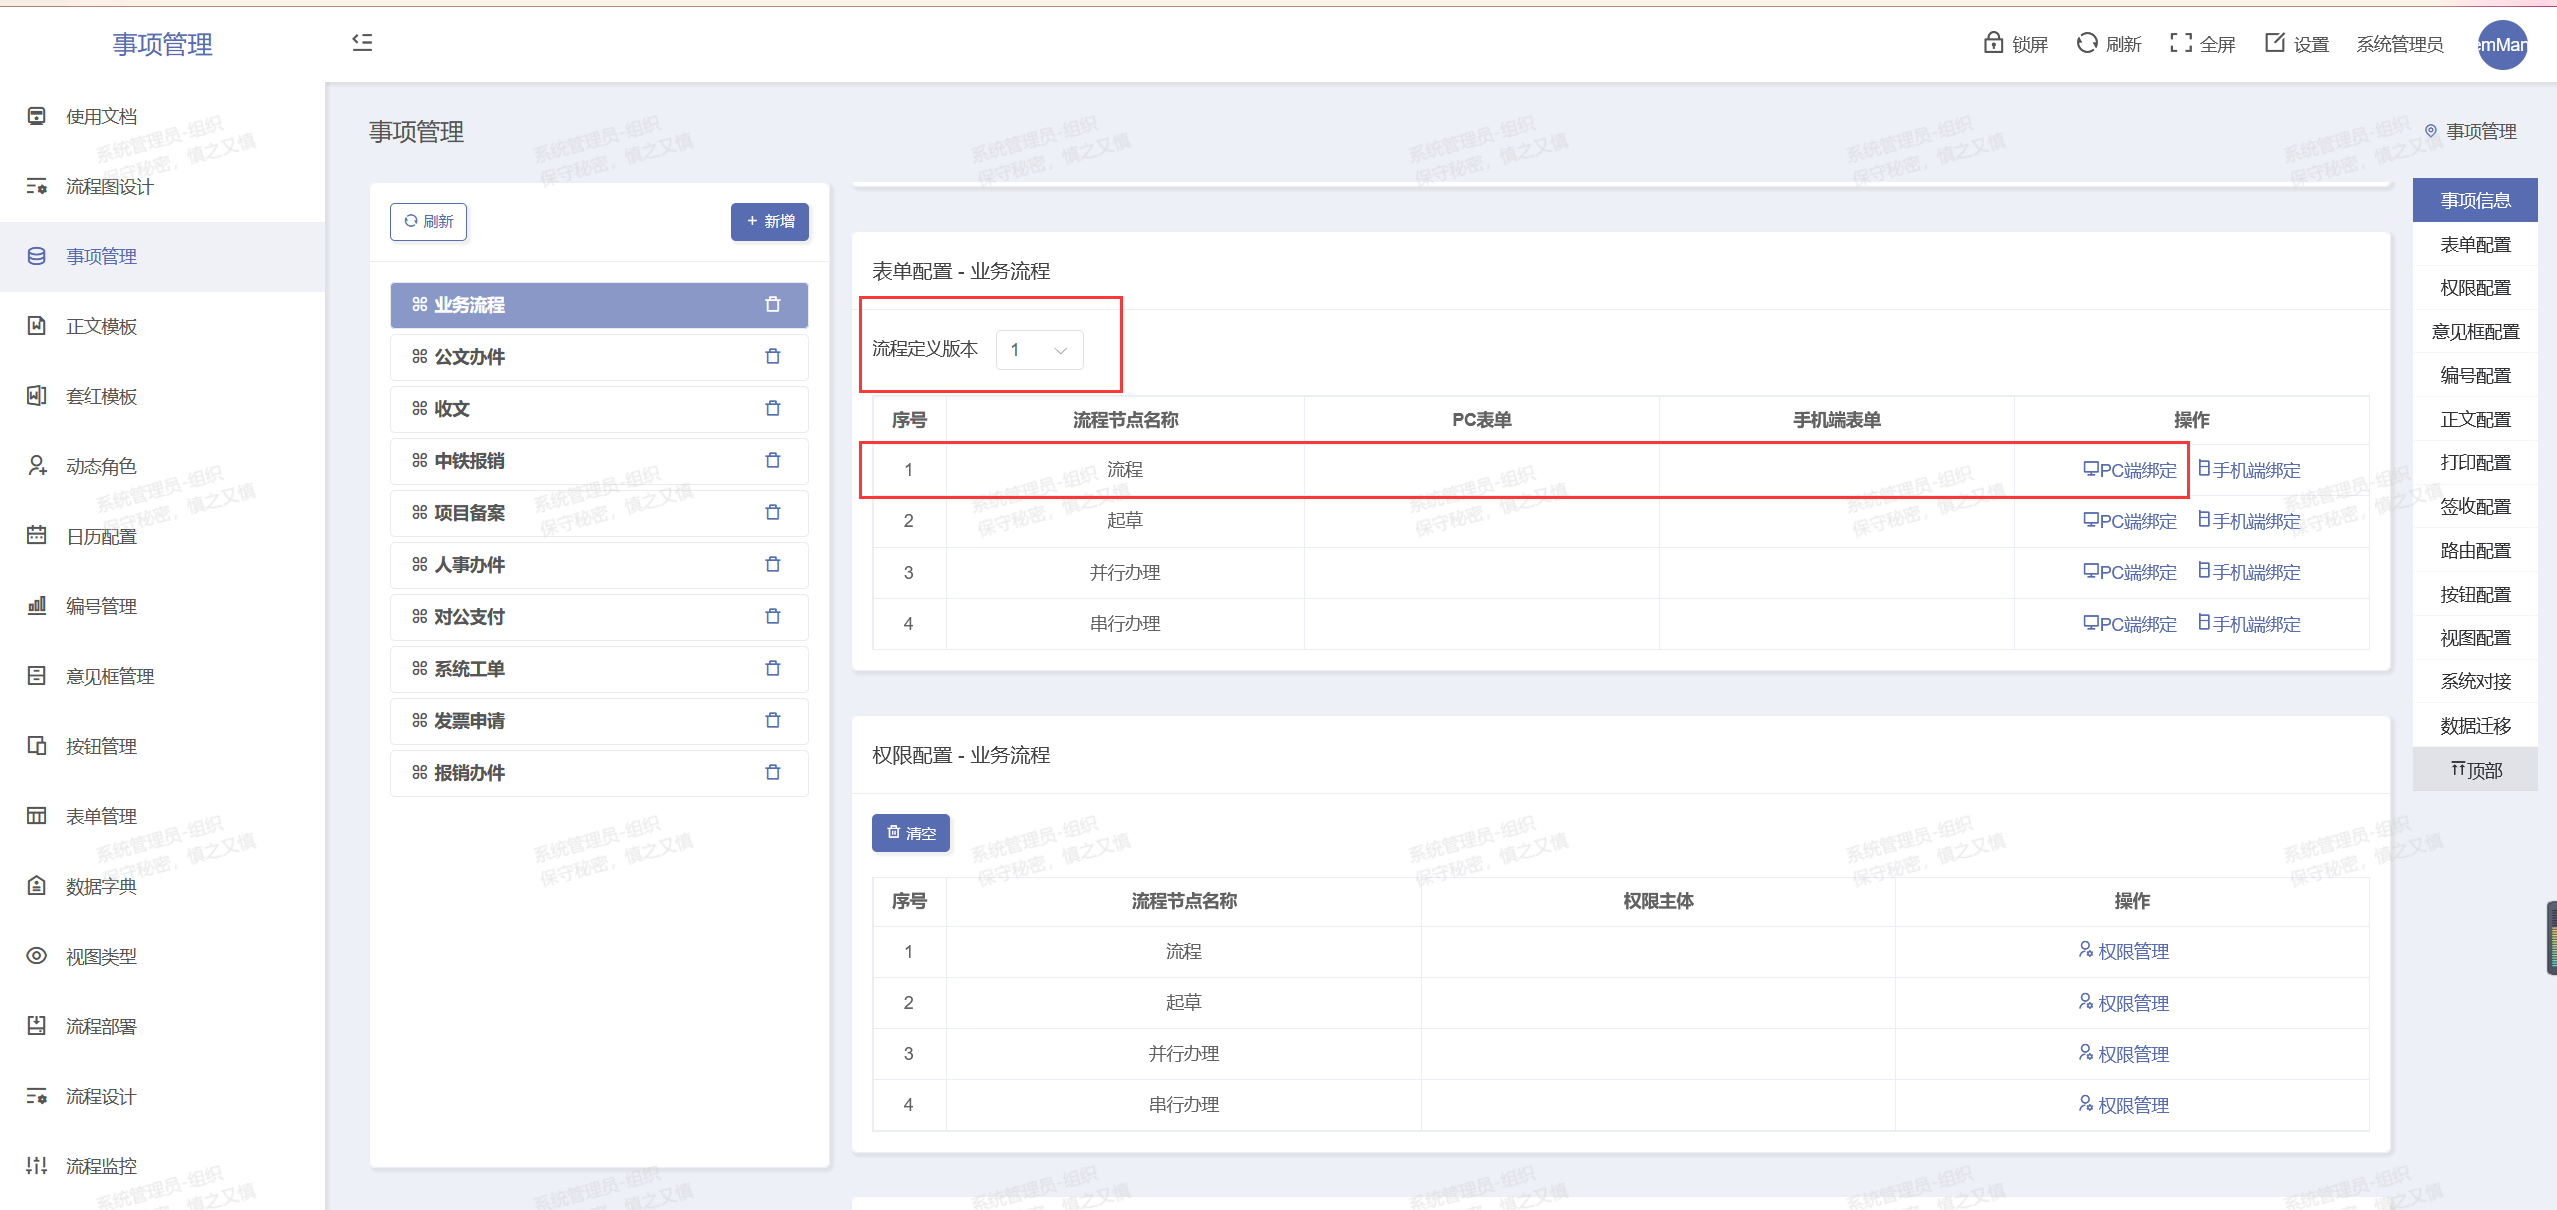 事项管理
锁屏 刷新 全屏 设置 系统管理员 emMan
使用文档
流程图设计
事项管理
正文模板
套红模板
动态角色
日历配置
编号管理
意见框管理
按钮管理
表单管理
数据字典
视图类型
流程部署
流程设计
流程监控
事项管理
事项管理
刷新 + 新增
业务流程
公文办件
收文
中铁报销
项目备案
人事办件
对公支付
系统工单
发票申请
报销办件
表单配置 - 业务流程
流程定义版本 1
序号 流程节点名称 PC表单 手机端表单 操作
1 流程 PC端绑定 手机端绑定
2 起草 PC端绑定 手机端绑定
3 并行办理 PC端绑定 手机端绑定
4 串行办理 PC端绑定 手机端绑定
权限配置 - 业务流程
清空
序号 流程节点名称 权限主体 操作
1 流程 权限管理
2 起草 权限管理
3 并行办理 权限管理
4 串行办理 权限管理
事项信息
表单配置
权限配置
意见框配置
编号配置
正文配置
打印配置
签收配置
路由配置
按钮配置
视图配置
系统对接
数据迁移
顶部
系统管理员-组织
保守秘密，慎之又慎